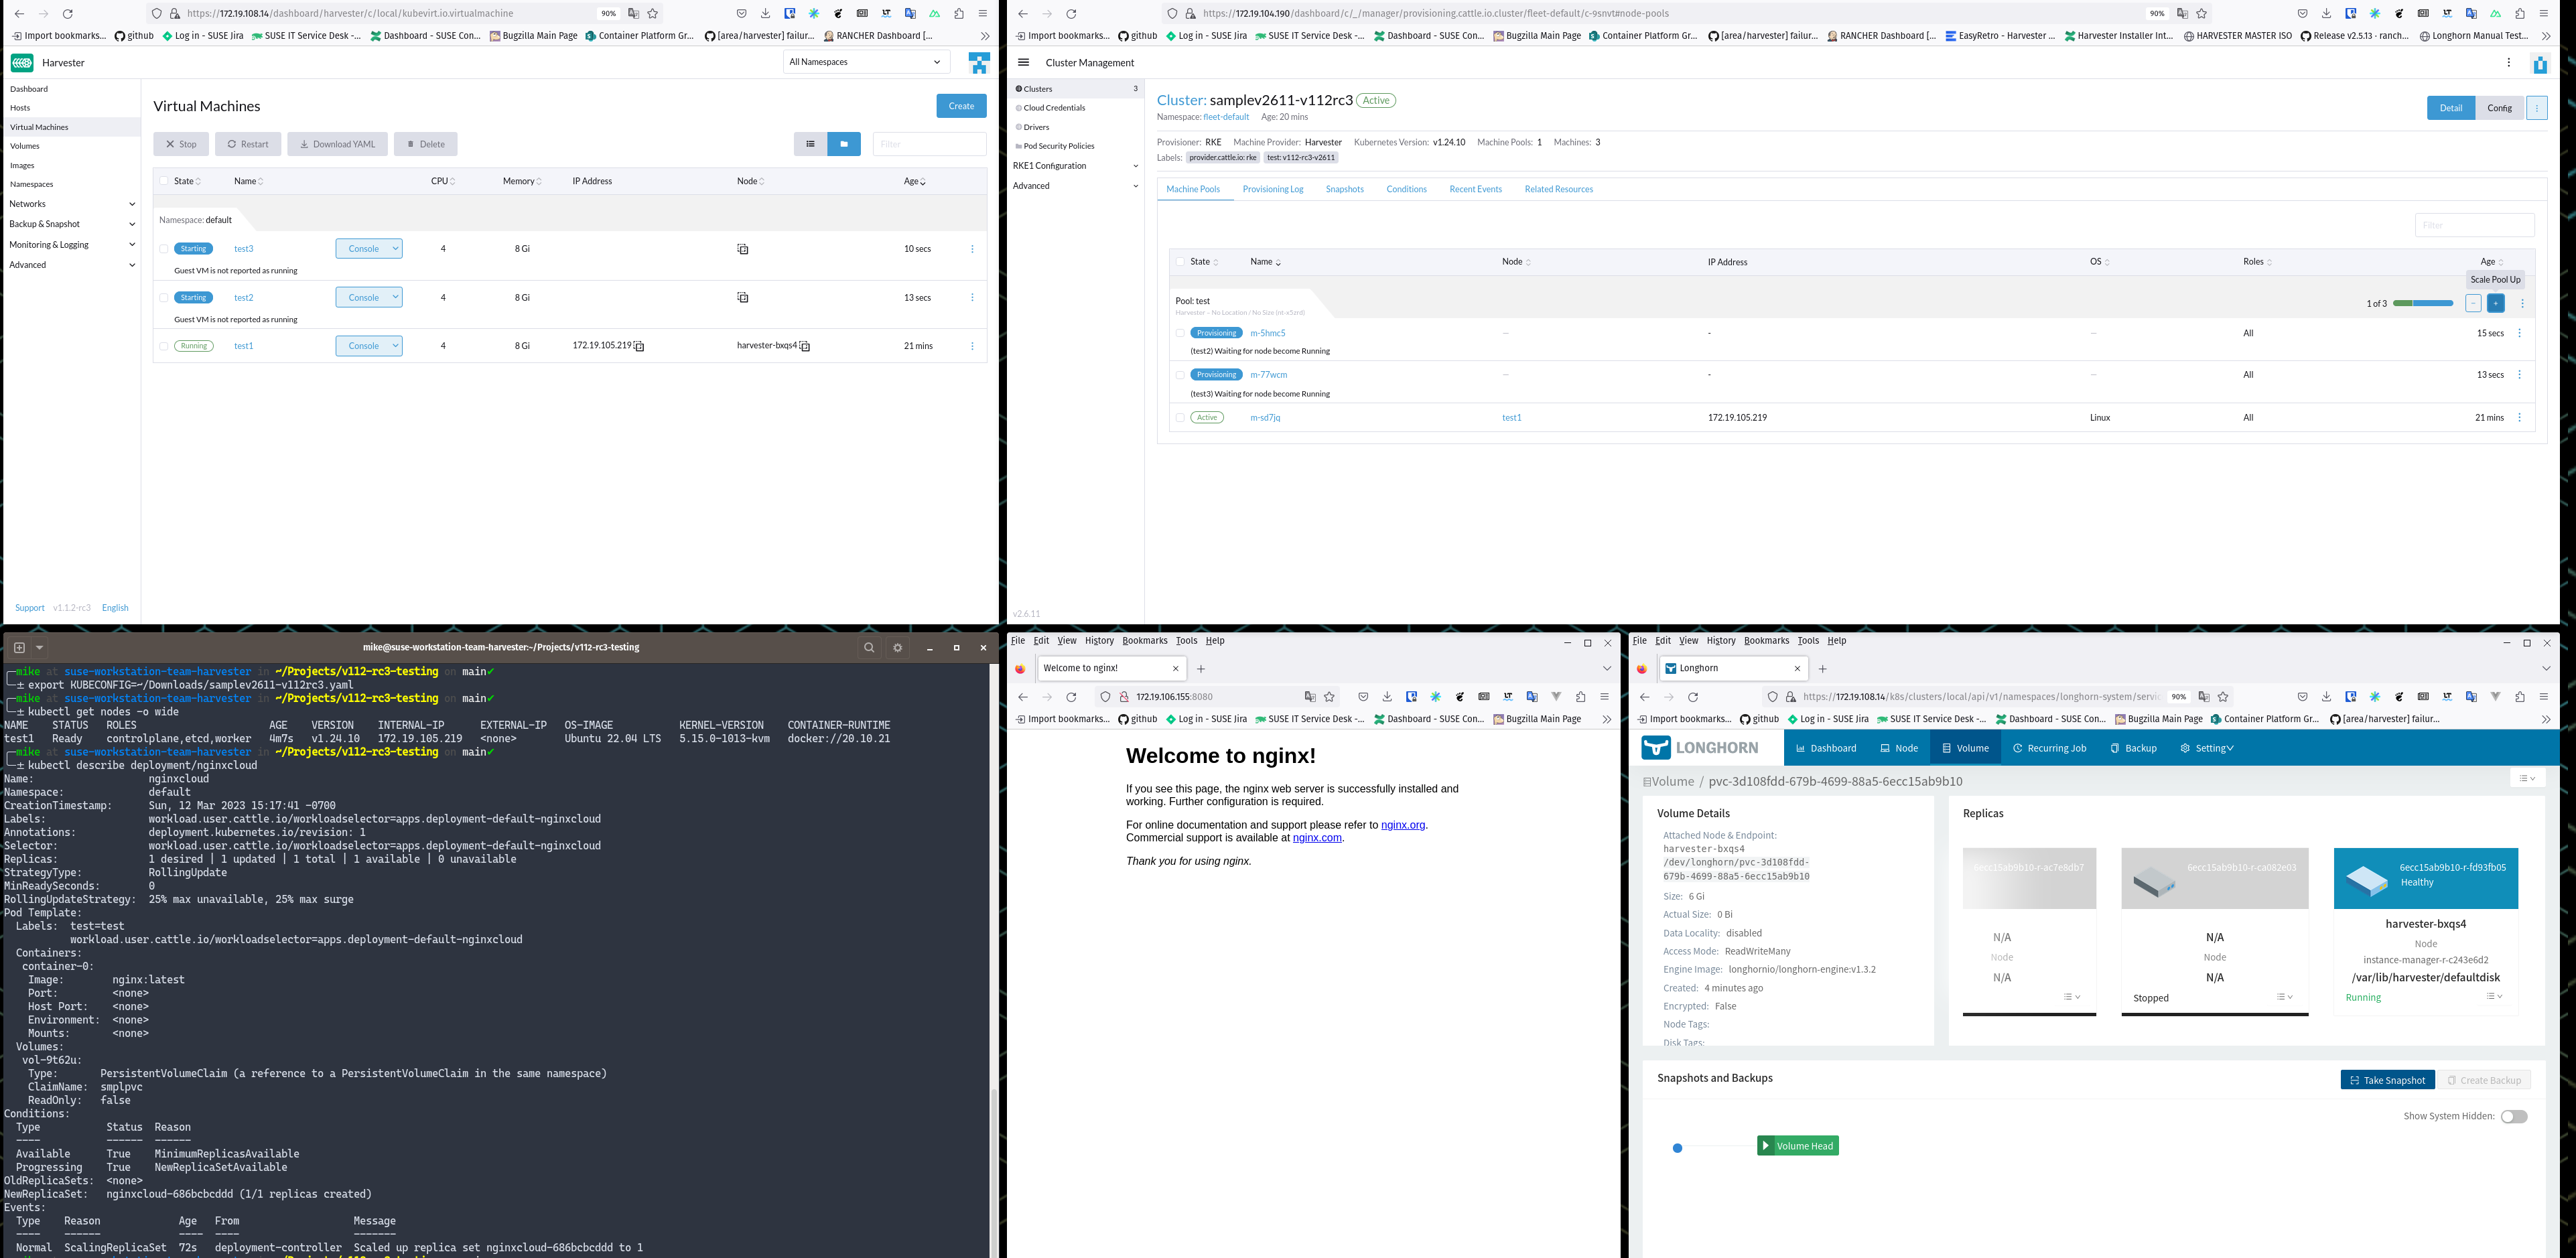 https://172.19.108.14/dashboard/harvester/c/local/kubevirt.io.virtualmachine 90%
Import bookmarks... github Log in - SUSE Jira SUSE IT Service Desk -... Dashboard - SUSE Con... Bugzilla Main Page Container Platform Gr... [area/harvester] failur... RANCHER Dashboard [...
Harvester All Namespaces
Dashboard
Hosts
Virtual Machines
Volumes
Images
Namespaces
Networks
Backup & Snapshot
Monitoring & Logging
Advanced
Support v1.1.2-rc3 English
Virtual Machines Create
Stop Restart Download YAML Delete Filter
State Name CPU Memory IP Address Node Age
Namespace: default
Starting test3 Console 4 8 Gi 10 secs
Guest VM is not reported as running
Starting test2 Console 4 8 Gi 13 secs
Guest VM is not reported as running
Running test1 Console 4 8 Gi 172.19.105.219 harvester-bxqs4 21 mins
https://172.19.104.190/dashboard/c/_/manager/provisioning.cattle.io.cluster/fleet-default/c-9snvt#node-pools 90%
Import bookmarks... github Log in - SUSE Jira SUSE IT Service Desk -... Dashboard - SUSE Con... Bugzilla Main Page Container Platform Gr... [area/harvester] failur... RANCHER Dashboard [... EasyRetro - Harvester ... Harvester Installer Int... HARVESTER MASTER ISO Release v2.5.13 - ranch... Longhorn Manual Test...
Cluster Management
Clusters 3
Cloud Credentials
Drivers
Pod Security Policies
RKE1 Configuration
Advanced
v2.6.11
Cluster: samplev2611-v112rc3 Active Detail Config
Namespace: fleet-default Age: 20 mins
Provisioner: RKE Machine Provider: Harvester Kubernetes Version: v1.24.10 Machine Pools: 1 Machines: 3
Labels: provider.cattle.io: rke test: v112-rc3-v2611
Machine Pools Provisioning Log Snapshots Conditions Recent Events Related Resources
Filter
State Name Node IP Address OS Roles Age
Scale Pool Up
Pool: test 1 of 3 - +
Harvester – No Location / No Size (nt-x5znf)
Provisioning m-5hmc5 — - — All 15 secs
(test2) Waiting for node become Running
Provisioning m-77wcm — - — All 13 secs
(test3) Waiting for node become Running
Active m-sd7jq test1 172.19.105.219 Linux All 21 mins
mike@suse-workstation-team-harvester:~/Projects/v112-rc3-testing
mike at suse-workstation-team-harvester in ~/Projects/v112-rc3-testing on main✔
± export KUBECONFIG=~/Downloads/samplev2611-v112rc3.yaml
mike at suse-workstation-team-harvester in ~/Projects/v112-rc3-testing on main✔
± kubectl get nodes -o wide
NAME STATUS ROLES AGE VERSION INTERNAL-IP EXTERNAL-IP OS-IMAGE KERNEL-VERSION CONTAINER-RUNTIME
test1 Ready controlplane,etcd,worker 4m7s v1.24.10 172.19.105.219 <none> Ubuntu 22.04 LTS 5.15.0-1013-kvm docker://20.10.21
mike at suse-workstation-team-harvester in ~/Projects/v112-rc3-testing on main✔
± kubectl describe deployment/nginxcloud
Name: nginxcloud
Namespace: default
CreationTimestamp: Sun, 12 Mar 2023 15:17:41 -0700
Labels: workload.user.cattle.io/workloadselector=apps.deployment-default-nginxcloud
Annotations: deployment.kubernetes.io/revision: 1
Selector: workload.user.cattle.io/workloadselector=apps.deployment-default-nginxcloud
Replicas: 1 desired | 1 updated | 1 total | 1 available | 0 unavailable
StrategyType: RollingUpdate
MinReadySeconds: 0
RollingUpdateStrategy: 25% max unavailable, 25% max surge
Pod Template:
Labels: test=test
workload.user.cattle.io/workloadselector=apps.deployment-default-nginxcloud
Containers:
container-0:
Image: nginx:latest
Port: <none>
Host Port: <none>
Environment: <none>
Mounts: <none>
Volumes:
vol-9t62u:
Type: PersistentVolumeClaim (a reference to a PersistentVolumeClaim in the same namespace)
ClaimName: smplpvc
ReadOnly: false
Conditions:
Type Status Reason
---- ------ ------
Available True MinimumReplicasAvailable
Progressing True NewReplicaSetAvailable
OldReplicaSets: <none>
NewReplicaSet: nginxcloud-686bcbcddd (1/1 replicas created)
Events:
Type Reason Age From Message
---- ------ ---- ---- -------
Normal ScalingReplicaSet 72s deployment-controller Scaled up replica set nginxcloud-686bcbcddd to 1
File Edit View History Bookmarks Tools Help
Welcome to nginx!
172.19.106.155:8080
Import bookmarks... github Log in - SUSE Jira SUSE IT Service Desk -... Dashboard - SUSE Con... Bugzilla Main Page
Welcome to nginx!
If you see this page, the nginx web server is successfully installed and
working. Further configuration is required.
For online documentation and support please refer to nginx.org.
Commercial support is available at nginx.com.
Thank you for using nginx.
File Edit View History Bookmarks Tools Help
Longhorn
https://172.19.108.14/k8s/clusters/local/api/v1/namespaces/longhorn-system/servic 90%
Import bookmarks... github Log in - SUSE Jira SUSE IT Service Desk -... Dashboard - SUSE Con... Bugzilla Main Page Container Platform Gr... [area/harvester] failur...
LONGHORN Dashboard Node Volume Recurring Job Backup Setting
Volume / pvc-3d108fdd-679b-4699-88a5-6ecc15ab9b10
Volume Details
Attached Node & Endpoint:
harvester-bxqs4
/dev/longhorn/pvc-3d108fdd-
679b-4699-88a5-6ecc15ab9b10
Size: 6 Gi
Actual Size: 0 Bi
Data Locality: disabled
Access Mode: ReadWriteMany
Engine Image: longhornio/longhorn-engine:v1.3.2
Created: 4 minutes ago
Encrypted: False
Node Tags:
Disk Tags:
Replicas
6ecc15ab9b10-r-ac7e8db7
N/A
Node
N/A
6ecc15ab9b10-r-ca082e03
N/A
Node
N/A
Stopped
6ecc15ab9b10-r-fd93fb05
Healthy
harvester-bxqs4
Node
instance-manager-r-c243e6d2
/var/lib/harvester/defaultdisk
Running
Snapshots and Backups Take Snapshot Create Backup
Show System Hidden:
Volume Head